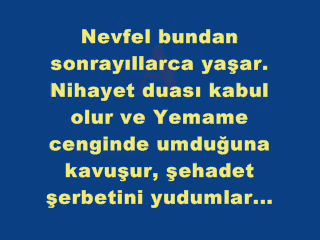 Nevfel bundan
sonrayıllarca yaşar.
Nihayet duası kabul
olur ve Yemame
cenginde umduğuna
kavuşur, şehadet
şerbetini yudumlar...